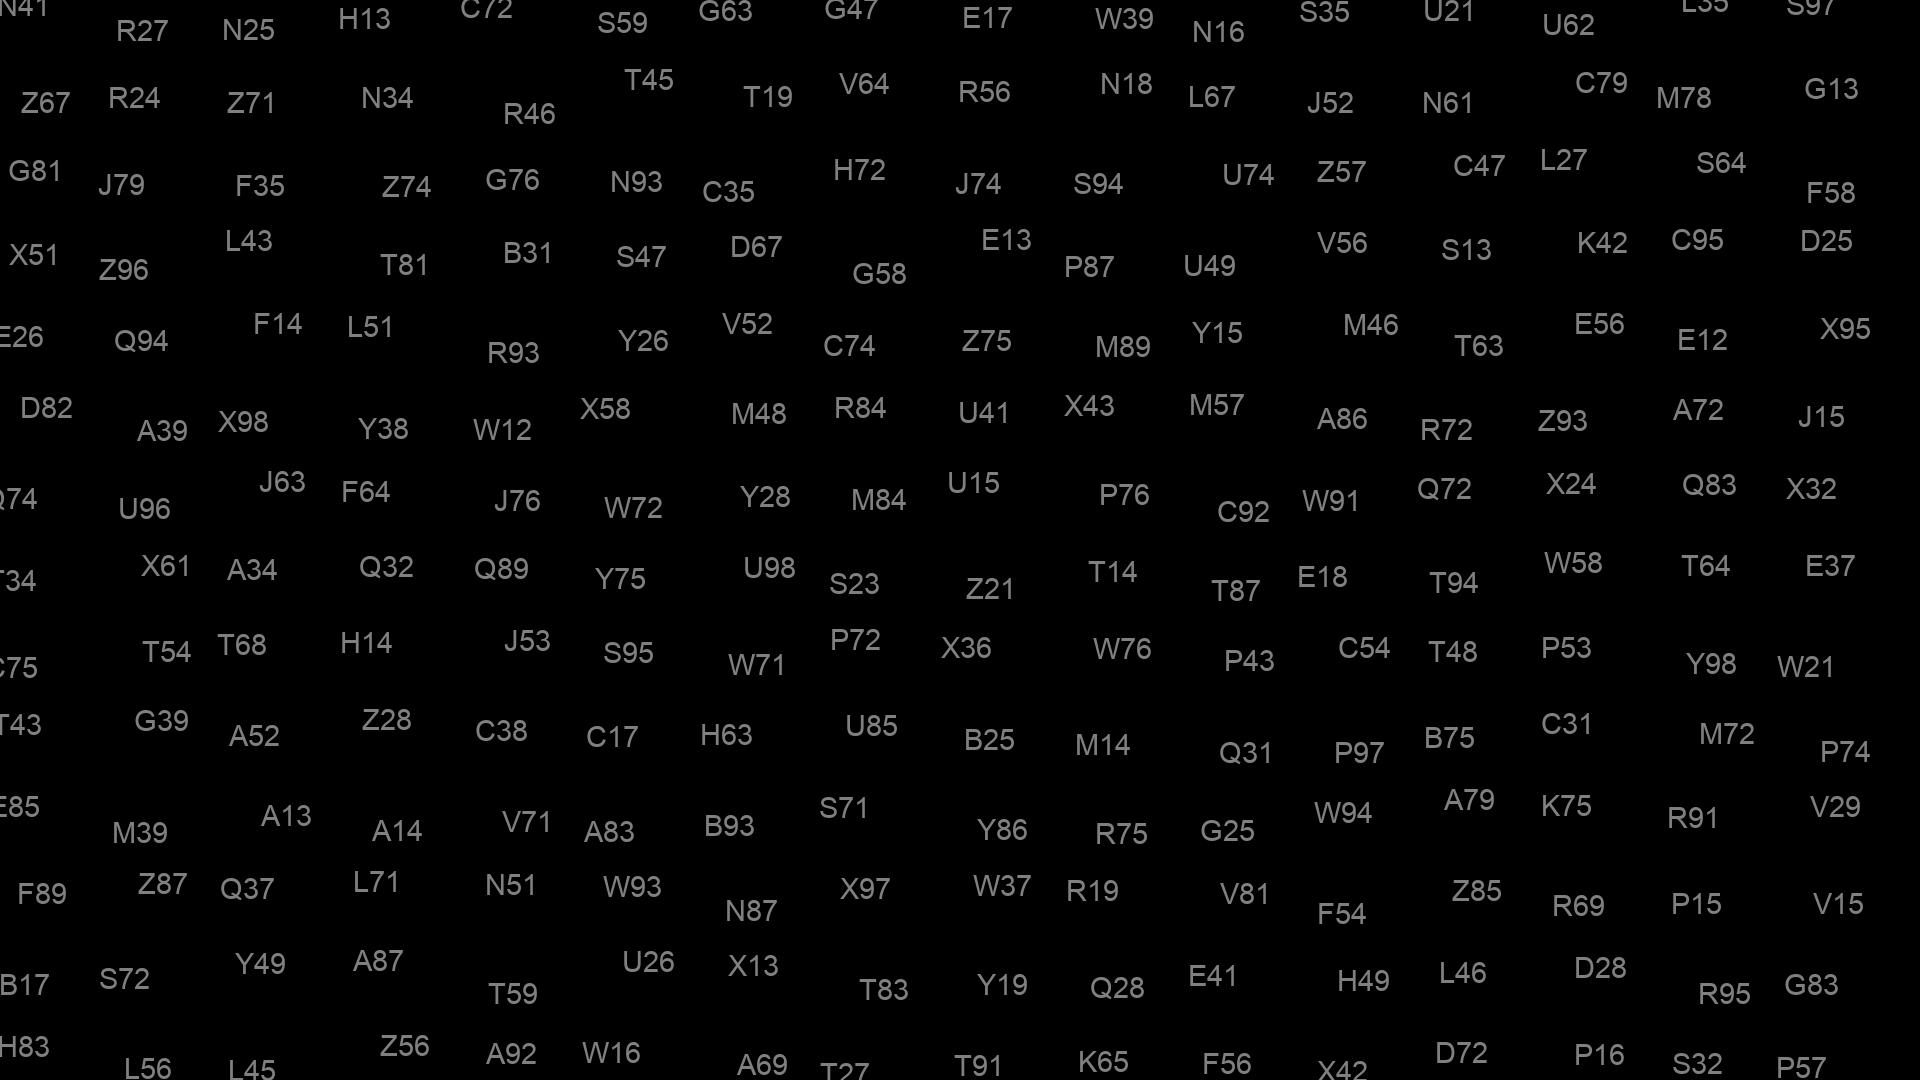 N41 R27 N25 H13 C72 S59 G63 G47 E17 W39 N16 S35 U21 U62 L35 S97
Z67 R24 Z71 N34 R46 T45 T19 V64 R56 N18 L67 J52 N61 C79 M78 G13
G81 J79 F35 Z74 G76 N93 C35 H72 J74 S94 U74 Z57 C47 L27 S64 F58
X51 Z96 L43 T81 B31 S47 D67 G58 E13 P87 U49 V56 S13 K42 C95 D25
E26 Q94 F14 L51 R93 Y26 V52 C74 Z75 M89 Y15 M46 T63 E56 E12 X95
D82 A39 X98 Y38 W12 X58 M48 R84 U41 X43 M57 A86 R72 Z93 A72 J15
Q74 U96 J63 F64 J76 W72 Y28 M84 U15 P76 C92 W91 Q72 X24 Q83 X32
T34 X61 A34 Q32 Q89 Y75 U98 S23 Z21 T14 T87 E18 T94 W58 T64 E37
C75 T54 T68 H14 J53 S95 W71 P72 X36 W76 P43 C54 T48 P53 Y98 W21
T43 G39 A52 Z28 C38 C17 H63 U85 B25 M14 Q31 P97 B75 C31 M72 P74
E85 M39 A13 A14 V71 A83 B93 S71 Y86 R75 G25 W94 A79 K75 R91 V29
F89 Z87 Q37 L71 N51 W93 N87 X97 W37 R19 V81 F54 Z85 R69 P15 V15
B17 S72 Y49 A87 T59 U26 X13 T83 Y19 Q28 E41 H49 L46 D28 R95 G83
H83 L56 L45 Z56 A92 W16 A69 T27 T91 K65 F56 X42 D72 P16 S32 P57